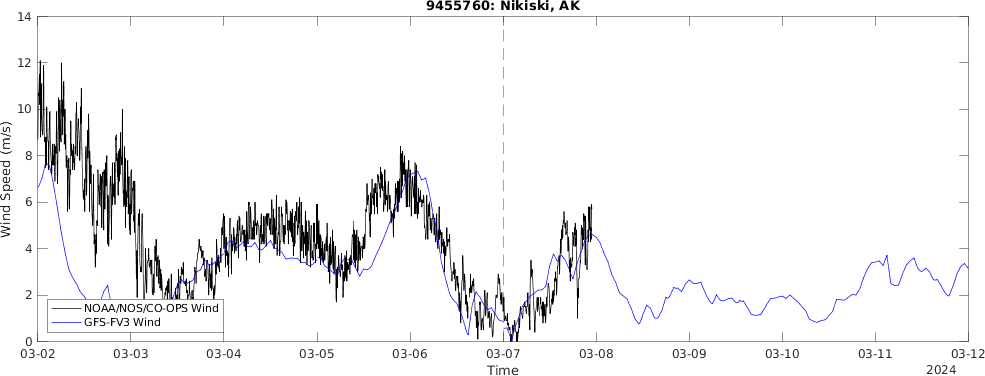 9455760: Nikiski, AK
14
12
10
8
6
4
2
0
Wind Speed (m/s)
NOAA/NOS/CO-OPS Wind
GFS-FV3 Wind
03-02 03-03 03-04 03-05 03-06 03-07 03-08 03-09 03-10 03-11 03-12
Time
2024